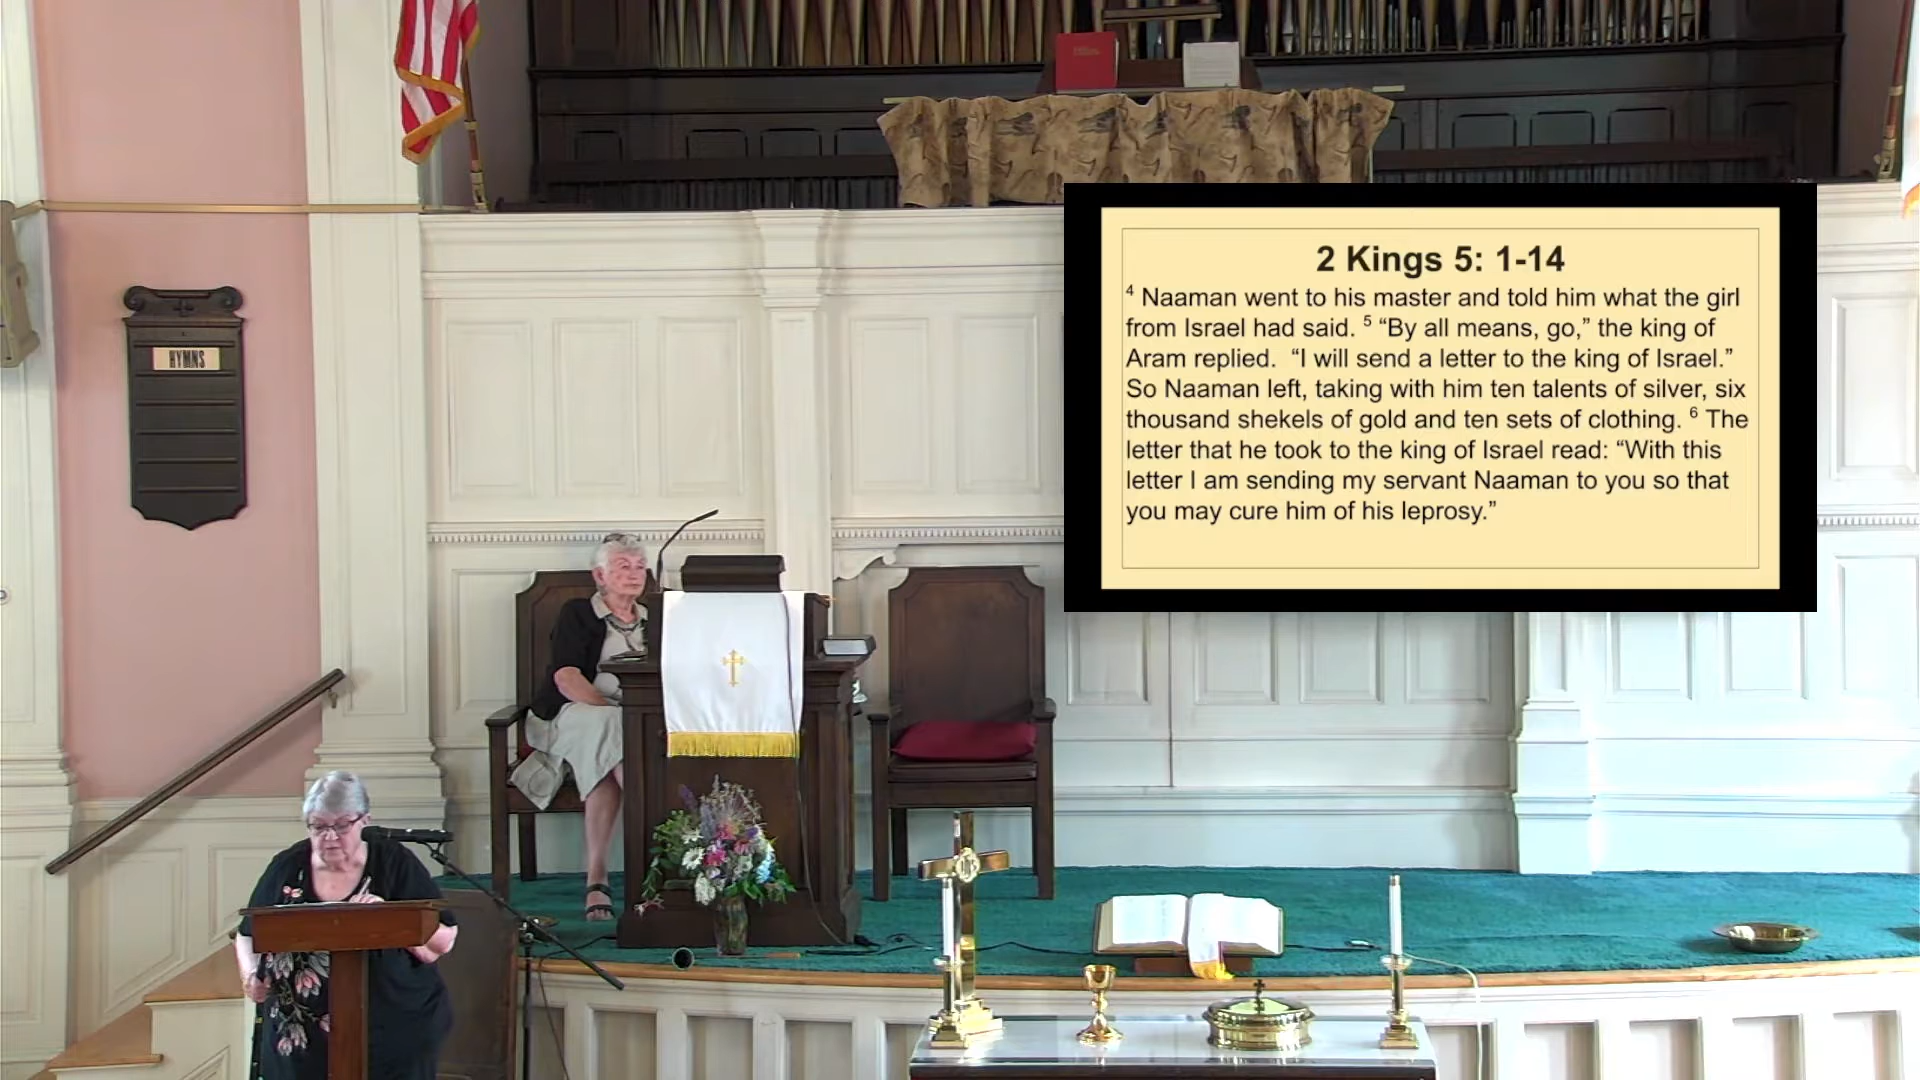 2 Kings 5: 1-14
4 Naaman went to his master and told him what the girl
from Israel had said. 5 “By all means, go,” the king of
Aram replied.  “I will send a letter to the king of Israel.”
So Naaman left, taking with him ten talents of silver, six
thousand shekels of gold and ten sets of clothing. 6 The
letter that he took to the king of Israel read: “With this
letter I am sending my servant Naaman to you so that
you may cure him of his leprosy.”
HYMNS